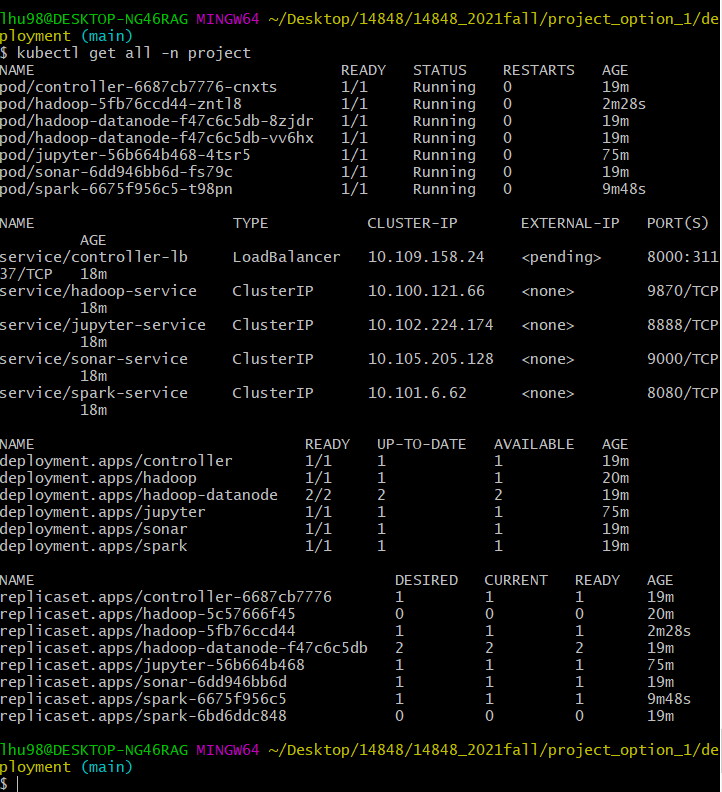 lhu98@DESKTOP-NG46RAG MINGW64 ~/Desktop/14848/14848_2021fall/project_option_1/de
ployment (main)
$ kubectl get all -n project
NAME                                  READY   STATUS    RESTARTS   AGE
pod/controller-6687cb7776-cnxts       1/1     Running   0          19m
pod/hadoop-5fb76ccd44-zntl8           1/1     Running   0          2m28s
pod/hadoop-datanode-f47c6c5db-8zjdr   1/1     Running   0          19m
pod/hadoop-datanode-f47c6c5db-vv6hx   1/1     Running   0          19m
pod/jupyter-56b664b468-4tsr5          1/1     Running   0          75m
pod/sonar-6dd946bb6d-fs79c            1/1     Running   0          19m
pod/spark-6675f956c5-t98pn            1/1     Running   0          9m48s

NAME                      TYPE           CLUSTER-IP       EXTERNAL-IP   PORT(S)
         AGE
service/controller-lb     LoadBalancer   10.109.158.24    <pending>     8000:311
37/TCP   18m
service/hadoop-service    ClusterIP      10.100.121.66    <none>        9870/TCP
         18m
service/jupyter-service   ClusterIP      10.102.224.174   <none>        8888/TCP
         18m
service/sonar-service     ClusterIP      10.105.205.128   <none>        9000/TCP
         18m
service/spark-service     ClusterIP      10.101.6.62      <none>        8080/TCP
         18m

NAME                              READY   UP-TO-DATE   AVAILABLE   AGE
deployment.apps/controller        1/1     1            1           19m
deployment.apps/hadoop            1/1     1            1           20m
deployment.apps/hadoop-datanode   2/2     2            2           19m
deployment.apps/jupyter           1/1     1            1           75m
deployment.apps/sonar             1/1     1            1           19m
deployment.apps/spark             1/1     1            1           19m

NAME                                        DESIRED   CURRENT   READY   AGE
replicaset.apps/controller-6687cb7776       1         1         1       19m
replicaset.apps/hadoop-5c57666f45           0         0         0       20m
replicaset.apps/hadoop-5fb76ccd44           1         1         1       2m28s
replicaset.apps/hadoop-datanode-f47c6c5db   2         2         2       19m
replicaset.apps/jupyter-56b664b468          1         1         1       75m
replicaset.apps/sonar-6dd946bb6d            1         1         1       19m
replicaset.apps/spark-6675f956c5            1         1         1       9m48s
replicaset.apps/spark-6bd6ddc848            0         0         0       19m

lhu98@DESKTOP-NG46RAG MINGW64 ~/Desktop/14848/14848_2021fall/project_option_1/de
ployment (main)
$